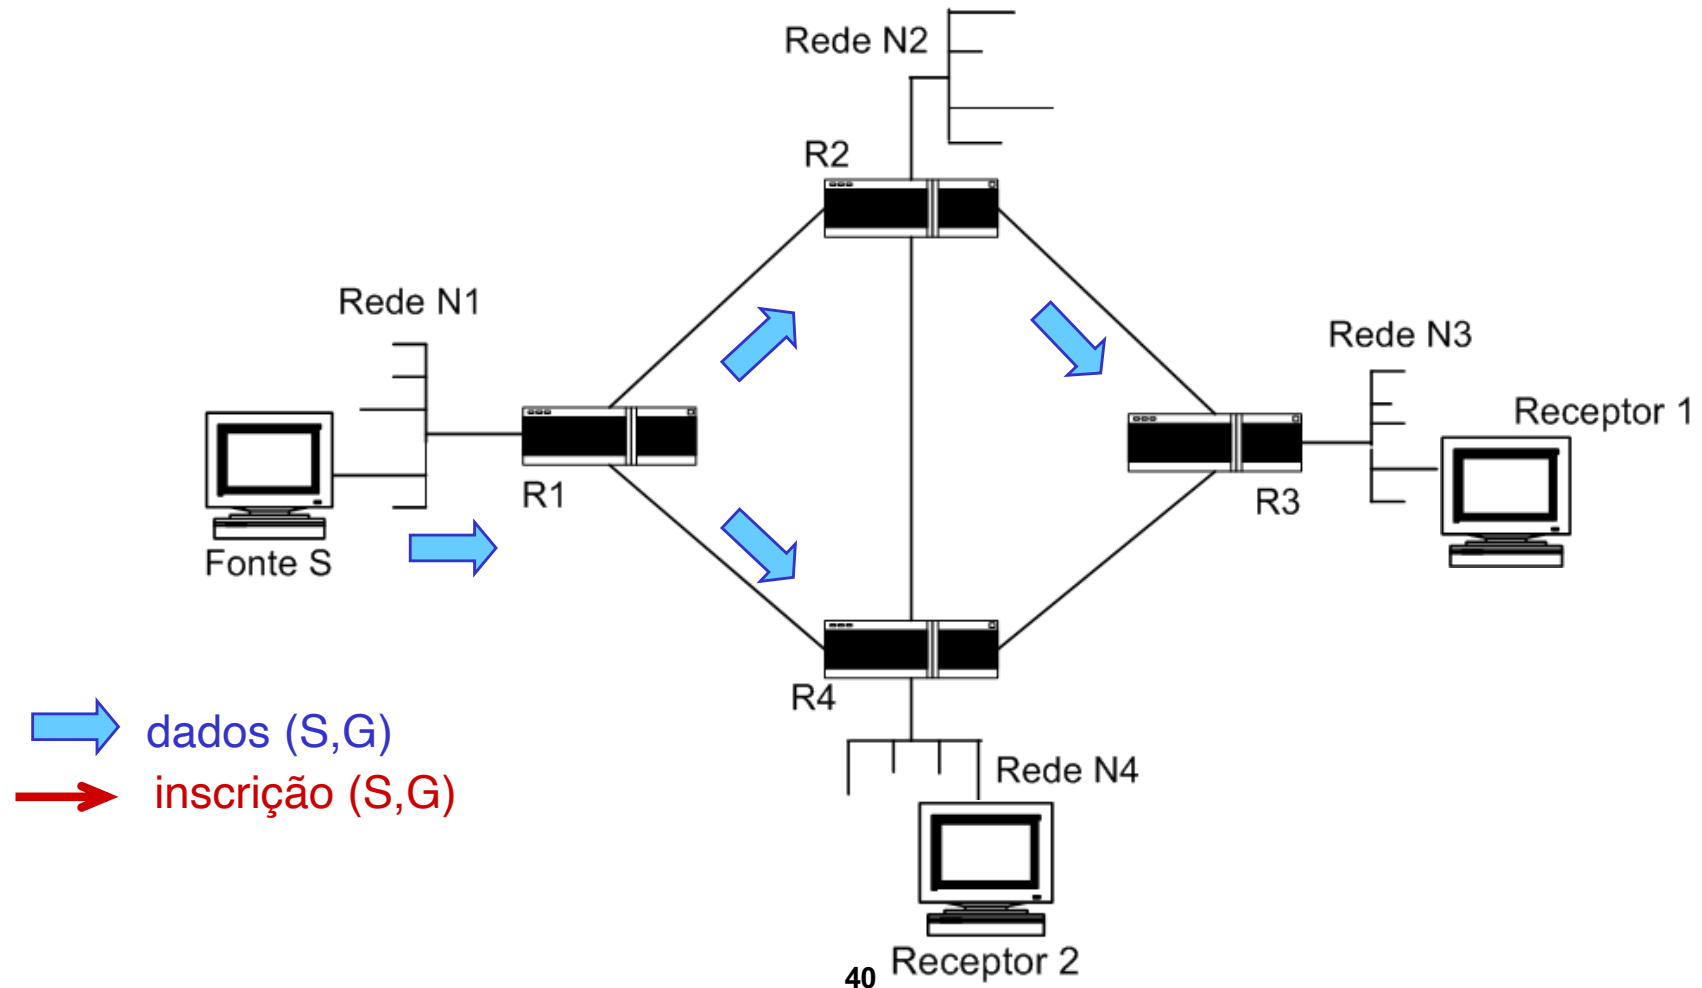 Rede N2
R2
Rede N1
Rede N3
Receptor 1
R1
R3
Fonte S
R4
dados (S,G)
Rede N4
inscrição (S,G)
Receptor 2
40